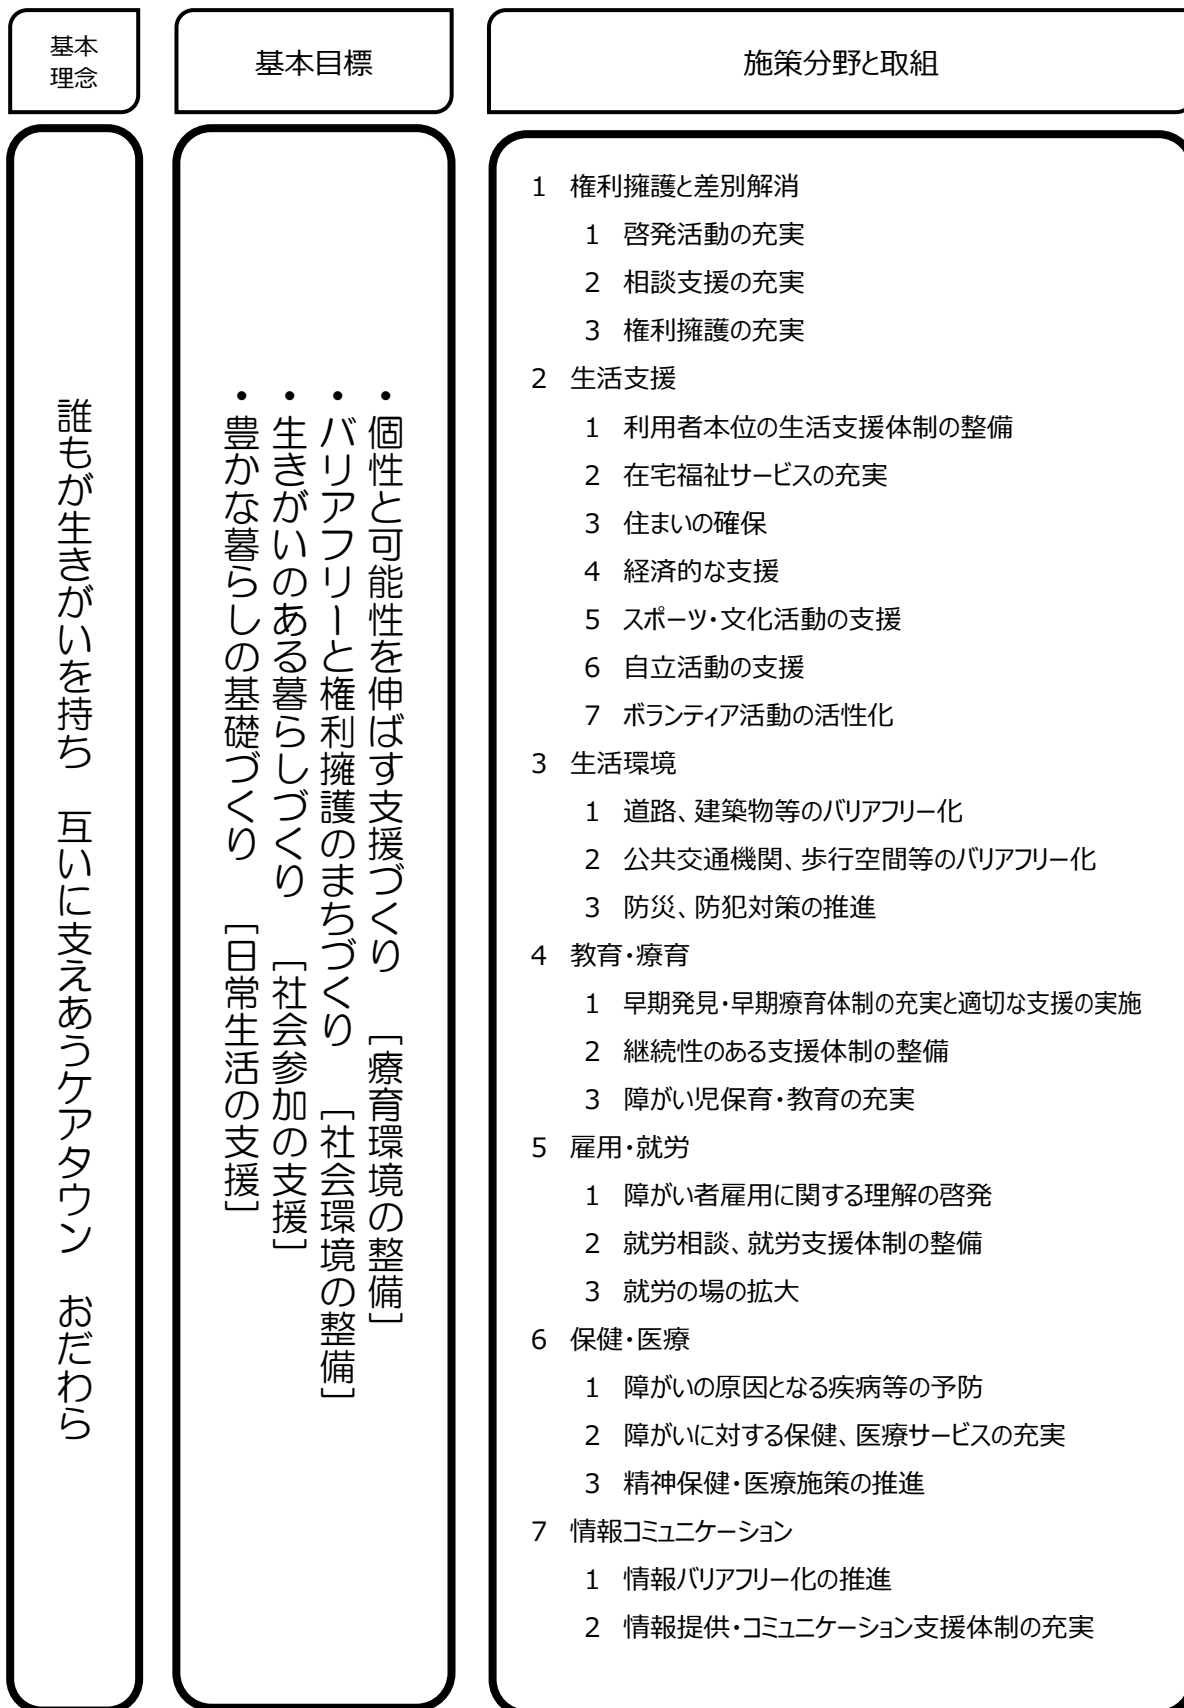 基本
理念
基本目標
施策分野と取組
誰もが生きがいを持ち　互いに支えあうケアタウン　おだわら
・個性と可能性を伸ばす支援づくり　[療育環境の整備]
・バリアフリーと権利擁護のまちづくり　[社会環境の整備]
・生きがいのある暮らしづくり　[社会参加の支援]
・豊かな暮らしの基礎づくり　[日常生活の支援]
1　権利擁護と差別解消
1　啓発活動の充実
2　相談支援の充実
3　権利擁護の充実
2　生活支援
1　利用者本位の生活支援体制の整備
2　在宅福祉サービスの充実
3　住まいの確保
4　経済的な支援
5　スポーツ・文化活動の支援
6　自立活動の支援
7　ボランティア活動の活性化
3　生活環境
1　道路、建築物等のバリアフリー化
2　公共交通機関、歩行空間等のバリアフリー化
3　防災、防犯対策の推進
4　教育・療育
1　早期発見・早期療育体制の充実と適切な支援の実施
2　継続性のある支援体制の整備
3　障がい児保育・教育の充実
5　雇用・就労
1　障がい者雇用に関する理解の啓発
2　就労相談、就労支援体制の整備
3　就労の場の拡大
6　保健・医療
1　障がいの原因となる疾病等の予防
2　障がいに対する保健、医療サービスの充実
3　精神保健・医療施策の推進
7　情報コミュニケーション
1　情報バリアフリー化の推進
2　情報提供・コミュニケーション支援体制の充実